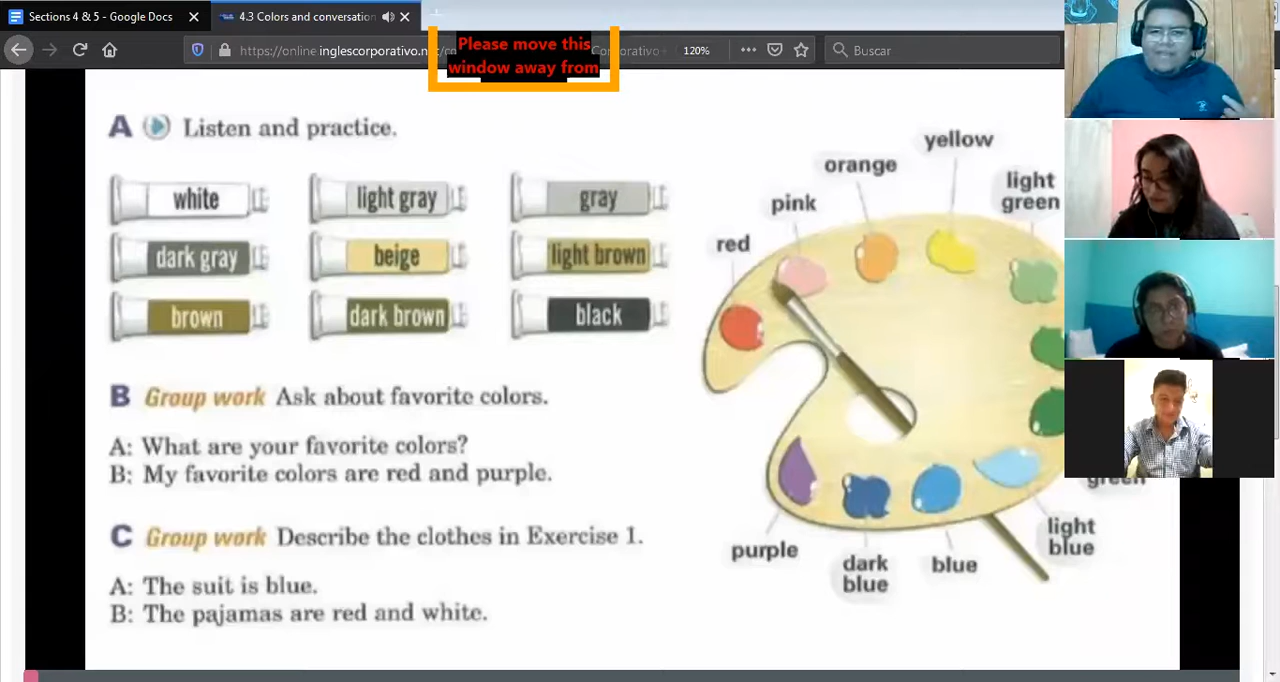 Sections 4 & 5 - Google Docs
4.3 Colors and conversation
https://online.inglescorporativo.net/
Corporativo
120%
Buscar
Please move this
window away from
A Listen and practice.
white
light gray
gray
dark gray
beige
light brown
brown
dark brown
black
B Group work Ask about favorite colors.
A: What are your favorite colors?
B: My favorite colors are red and purple.
C Group work Describe the clothes in Exercise 1.
A: The suit is blue.
B: The pajamas are red and white.
yellow
orange
light
green
pink
red
green
light
blue
purple
dark
blue
blue